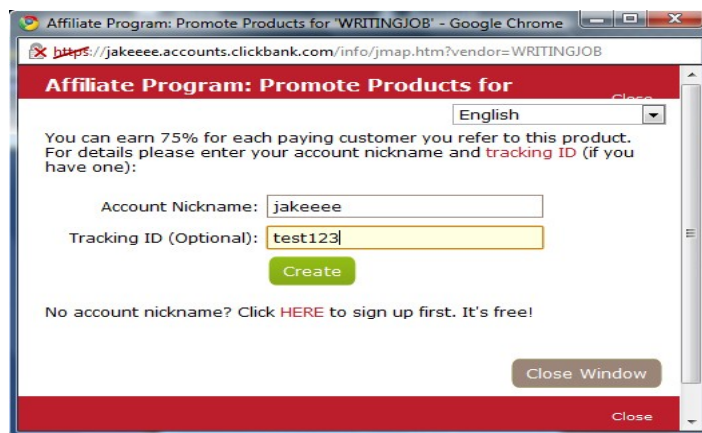 Affiliate Program: Promote Products for 'WRITINGJOB' - Google Chrome
https://jakeeee.accounts.clickbank.com/info/jmap.htm?vendor=WRITINGJOB
Affiliate Program: Promote Products for
Close
English
You can earn 75% for each paying customer you refer to this product.
For details please enter your account nickname and tracking ID (if you
have one):
Account Nickname: jakeeee
Tracking ID (Optional): test123
Create
No account nickname? Click HERE to sign up first. It's free!
Close Window
Close